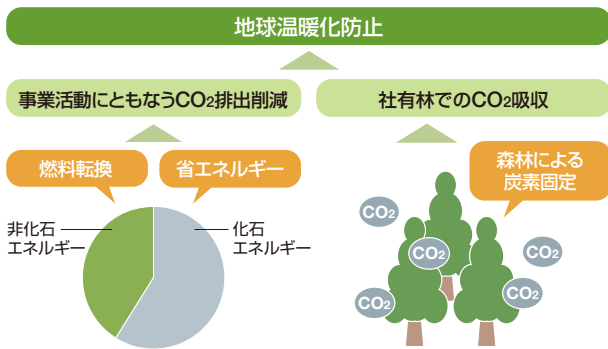 地球温暖化防止
事業活動にともなうCO₂排出削減
社有林でのCO₂吸収
燃料転換
省エネルギー
森林による
炭素固定
非化石
エネルギー
化石
エネルギー
CO₂
CO₂
CO₂
CO₂
CO₂